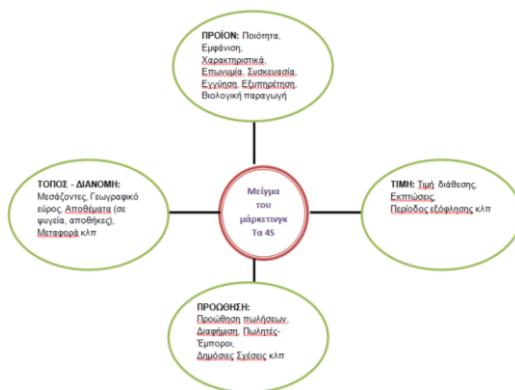 ΠΡΟΪΟΝ: Ποιότητα,
Εμφάνιση,
Χαρακτηριστικά,
Επωνυμία, Συσκευασία,
Εγγύηση, Εξυπηρέτηση,
Βιολογική παραγωγή
ΤΟΠΟΣ - ΔΙΑΝΟΜΗ:
Μεσάζοντες, Γεωγραφικό
εύρος, Αποθέματα (σε
ψυγεία, αποθήκες),
Μεταφορά κλπ
Μείγμα
του
μάρκετινγκ
Τα 4S
ΤΙΜΗ: Τιμή διάθεσης,
Εκπτώσεις,
Περίοδος εξόφλησης κλπ
ΠΡΟΩΘΗΣΗ:
Προώθηση πωλήσεων,
Διαφήμιση, Πωλητές-
Έμποροι,
Δημόσιες Σχέσεις κλπ